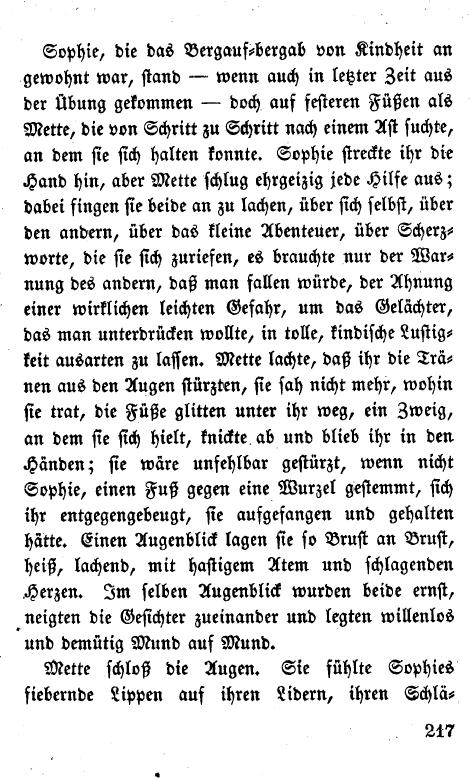 Sophie, die das Bergauf-bergab von Kindheit an
gewohnt war, stand — wenn auch in letzter Zeit aus
der Übung gekommen — doch auf festeren Füßen als
Mette, die von Schritt zu Schritt nach einem Ast suchte,
an dem sie sich halten konnte. Sophie streckte ihr die
Hand hin, aber Mette schlug ehrgeizig jede Hilfe aus;
dabei fingen sie beide an zu lachen, über sich selbst, über
den andern, über das kleine Abenteuer, über Scherz-
worte, die sie sich zuriefen, es brauchte nur der War-
nung des andern, daß man fallen würde, der Ahnung
einer wirklichen leichten Gefahr, um das Gelächter,
das man unterdrücken wollte, in tolle, kindische Lustig-
keit ausarten zu lassen. Mette lachte, daß ihr die Trä-
nen aus den Augen stürzten, sie sah nicht mehr, wohin
sie trat, die Füße glitten unter ihr weg, ein Zweig,
an dem sie sich hielt, knickte ab und blieb ihr in den
Händen; sie wäre unfehlbar gestürzt, wenn nicht
Sophie, einen Fuß gegen eine Wurzel gestemmt, sich
ihr entgegengebeugt, sie aufgefangen und gehalten
hätte. Einen Augenblick lagen sie so Brust an Brust,
heiß, lachend, mit hastigem Atem und schlagenden
Herzen. Im selben Augenblick wurden beide ernst,
neigten die Gesichter zueinander und legten willenlos
und demütig Mund auf Mund.
Mette schloß die Augen. Sie fühlte Sophies
fiebernde Lippen auf ihren Lidern, ihren Schlä-
217